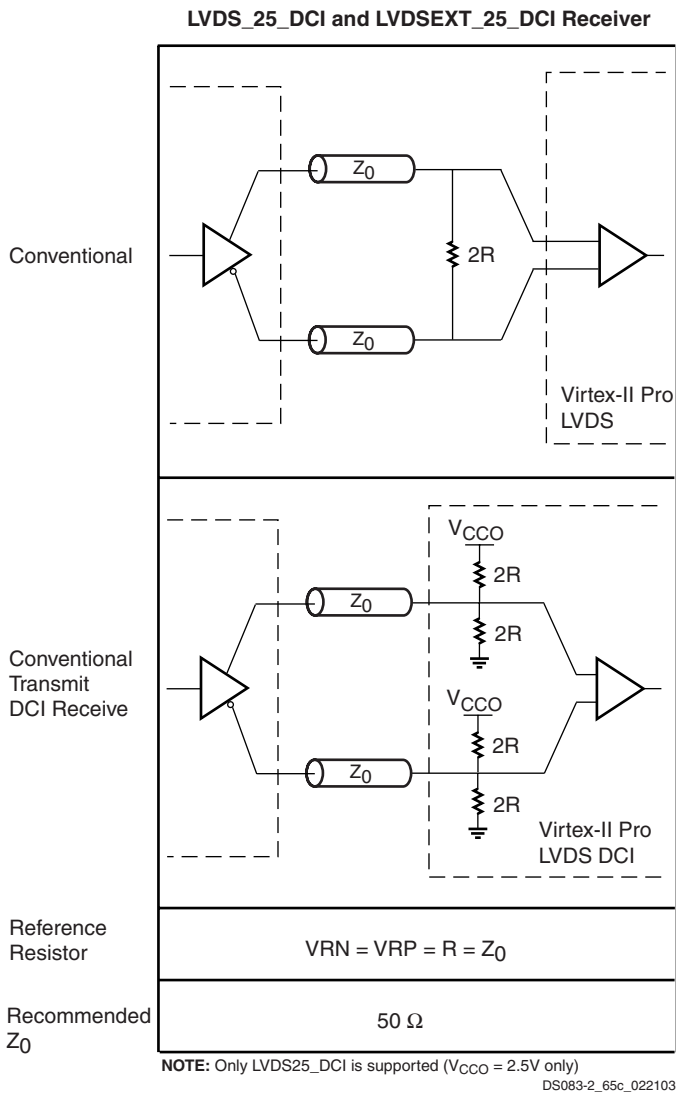 LVDS_25_DCI and LVDSEXT_25_DCI Receiver
Conventional
Z0
2R
Z0
Virtex-II Pro
LVDS
Conventional
Transmit
DCI Receive
VCCO
2R
Z0
2R
VCCO
2R
Z0
2R
Virtex-II Pro
LVDS DCI
Reference
Resistor
VRN = VRP = R = Z0
Recommended
Z0
50 Ω
NOTE: Only LVDS25_DCI is supported (VCCO = 2.5V only)
DS083-2_65c_022103